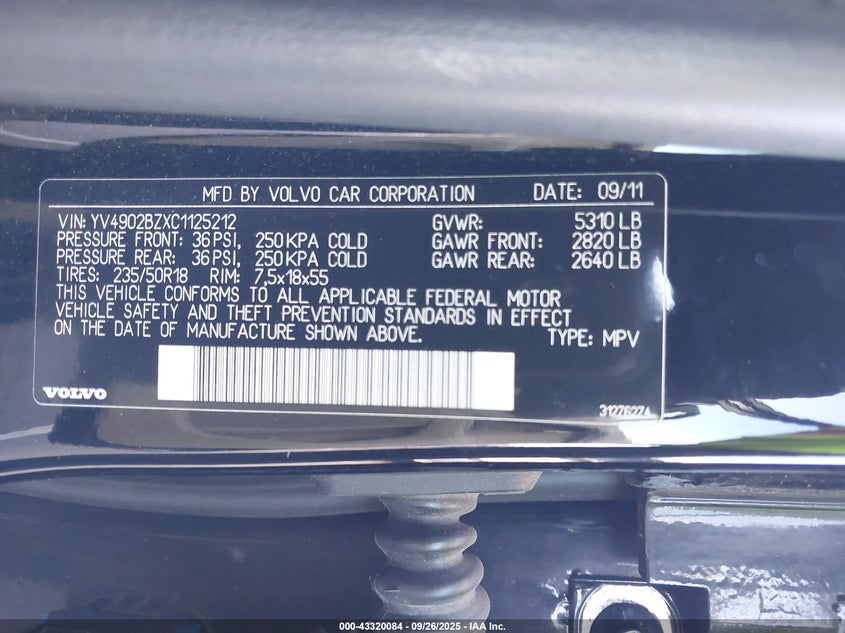 MFD BY VOLVO CAR CORPORATION DATE: 09/11
VIN: YV4902BZXC1125212 GVWR: 5310 LB
PRESSURE FRONT: 36 PSI, 250 KPA COLD GAWR FRONT: 2820 LB
PRESSURE REAR: 36 PSI, 250 KPA COLD GAWR REAR: 2640 LB
TIRES: 235/50R18 RIM: 7,5x18x55
THIS VEHICLE CONFORMS TO ALL APPLICABLE FEDERAL MOTOR
VEHICLE SAFETY AND THEFT PREVENTION STANDARDS IN EFFECT
ON THE DATE OF MANUFACTURE SHOWN ABOVE. TYPE: MPV
VOLVO 31276274
000-43320084 - 09/26/2025 - IAA Inc.